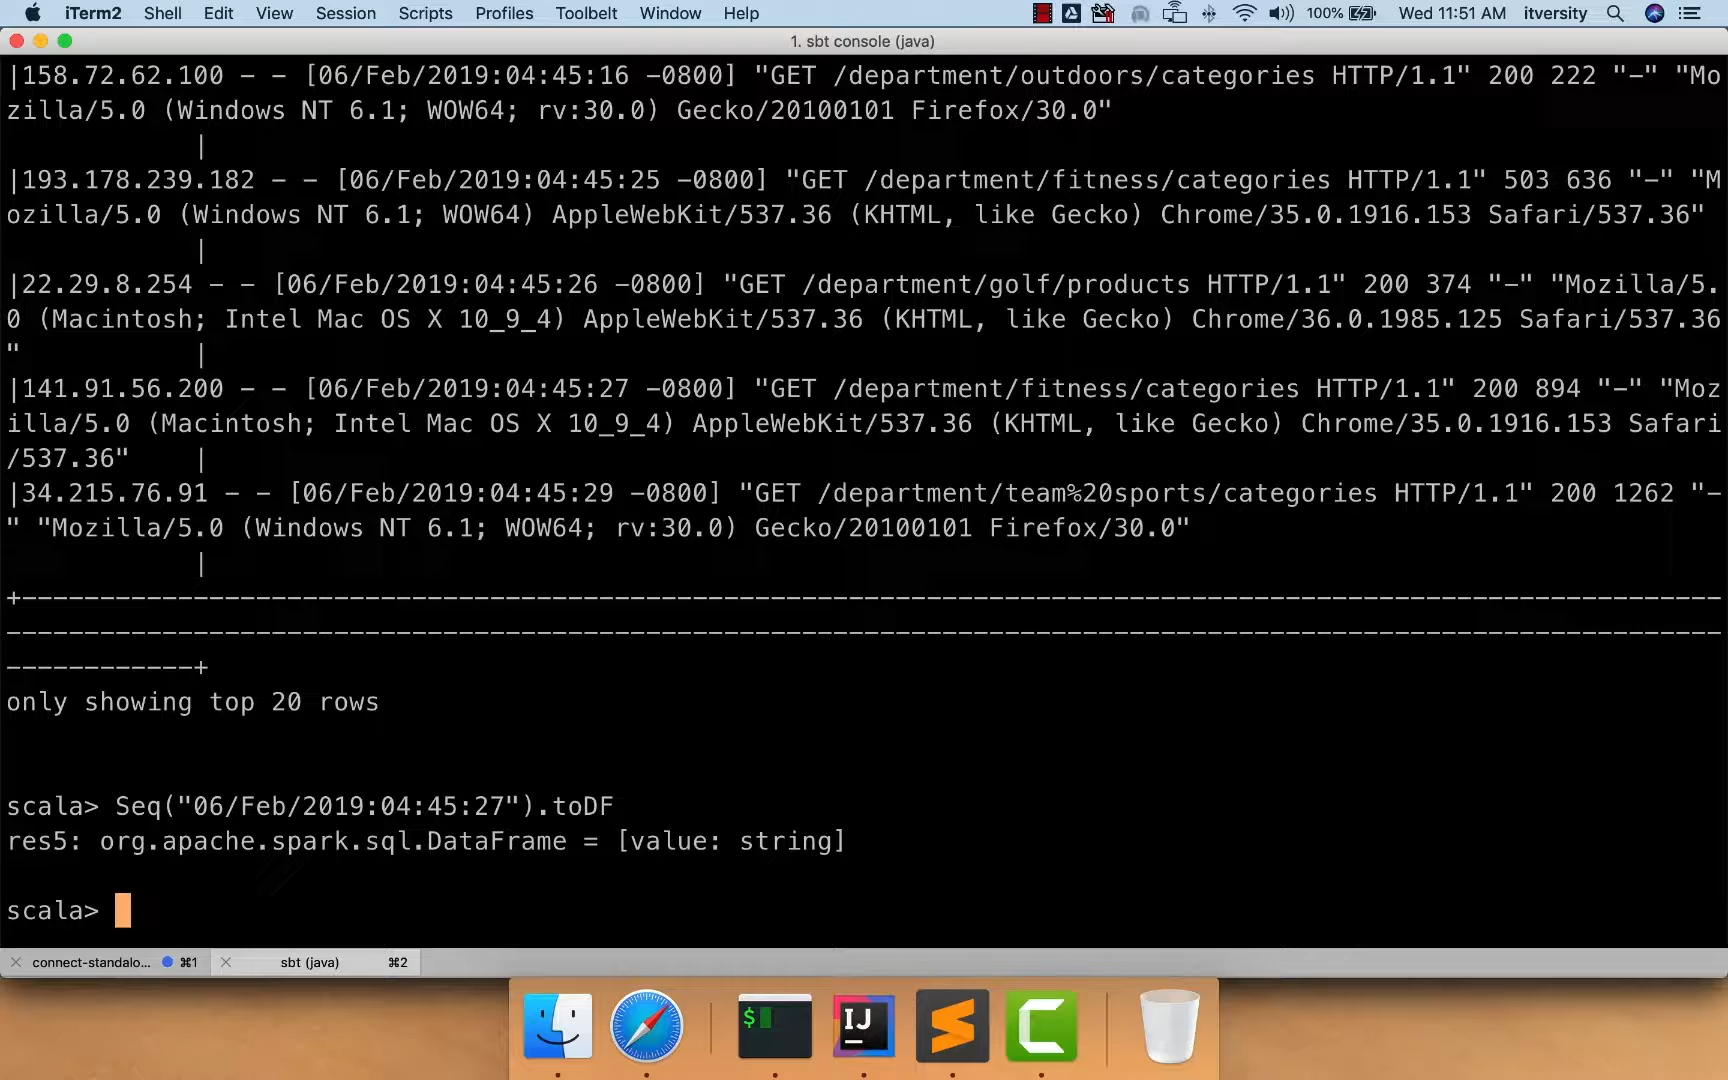 iTerm2 Shell Edit View Session Scripts Profiles Toolbelt Window Help 100% Wed 11:51 AM itversity
1. sbt console (java)
|158.72.62.100 - - [06/Feb/2019:04:45:16 -0800] "GET /department/outdoors/categories HTTP/1.1" 200 222 "-" "Mo
zilla/5.0 (Windows NT 6.1; WOW64; rv:30.0) Gecko/20100101 Firefox/30.0"
|
|193.178.239.182 - - [06/Feb/2019:04:45:25 -0800] "GET /department/fitness/categories HTTP/1.1" 503 636 "-" "M
ozilla/5.0 (Windows NT 6.1; WOW64) AppleWebKit/537.36 (KHTML, like Gecko) Chrome/35.0.1916.153 Safari/537.36"
|
|22.29.8.254 - - [06/Feb/2019:04:45:26 -0800] "GET /department/golf/products HTTP/1.1" 200 374 "-" "Mozilla/5.
0 (Macintosh; Intel Mac OS X 10_9_4) AppleWebKit/537.36 (KHTML, like Gecko) Chrome/36.0.1985.125 Safari/537.36
" |
|141.91.56.200 - - [06/Feb/2019:04:45:27 -0800] "GET /department/fitness/categories HTTP/1.1" 200 894 "-" "Moz
illa/5.0 (Macintosh; Intel Mac OS X 10_9_4) AppleWebKit/537.36 (KHTML, like Gecko) Chrome/35.0.1916.153 Safari
/537.36" |
|34.215.76.91 - - [06/Feb/2019:04:45:29 -0800] "GET /department/team%20sports/categories HTTP/1.1" 200 1262 "-
" "Mozilla/5.0 (Windows NT 6.1; WOW64; rv:30.0) Gecko/20100101 Firefox/30.0"
|
+--------------------------------------------------------------------------------------------------------------
--------------------------------------------------------------------------------------------------------------
------------+
only showing top 20 rows
scala> Seq("06/Feb/2019:04:45:27").toDF
res5: org.apache.spark.sql.DataFrame = [value: string]
scala>
connect-standalo... ⌘1 sbt (java) ⌘2
$ IJ